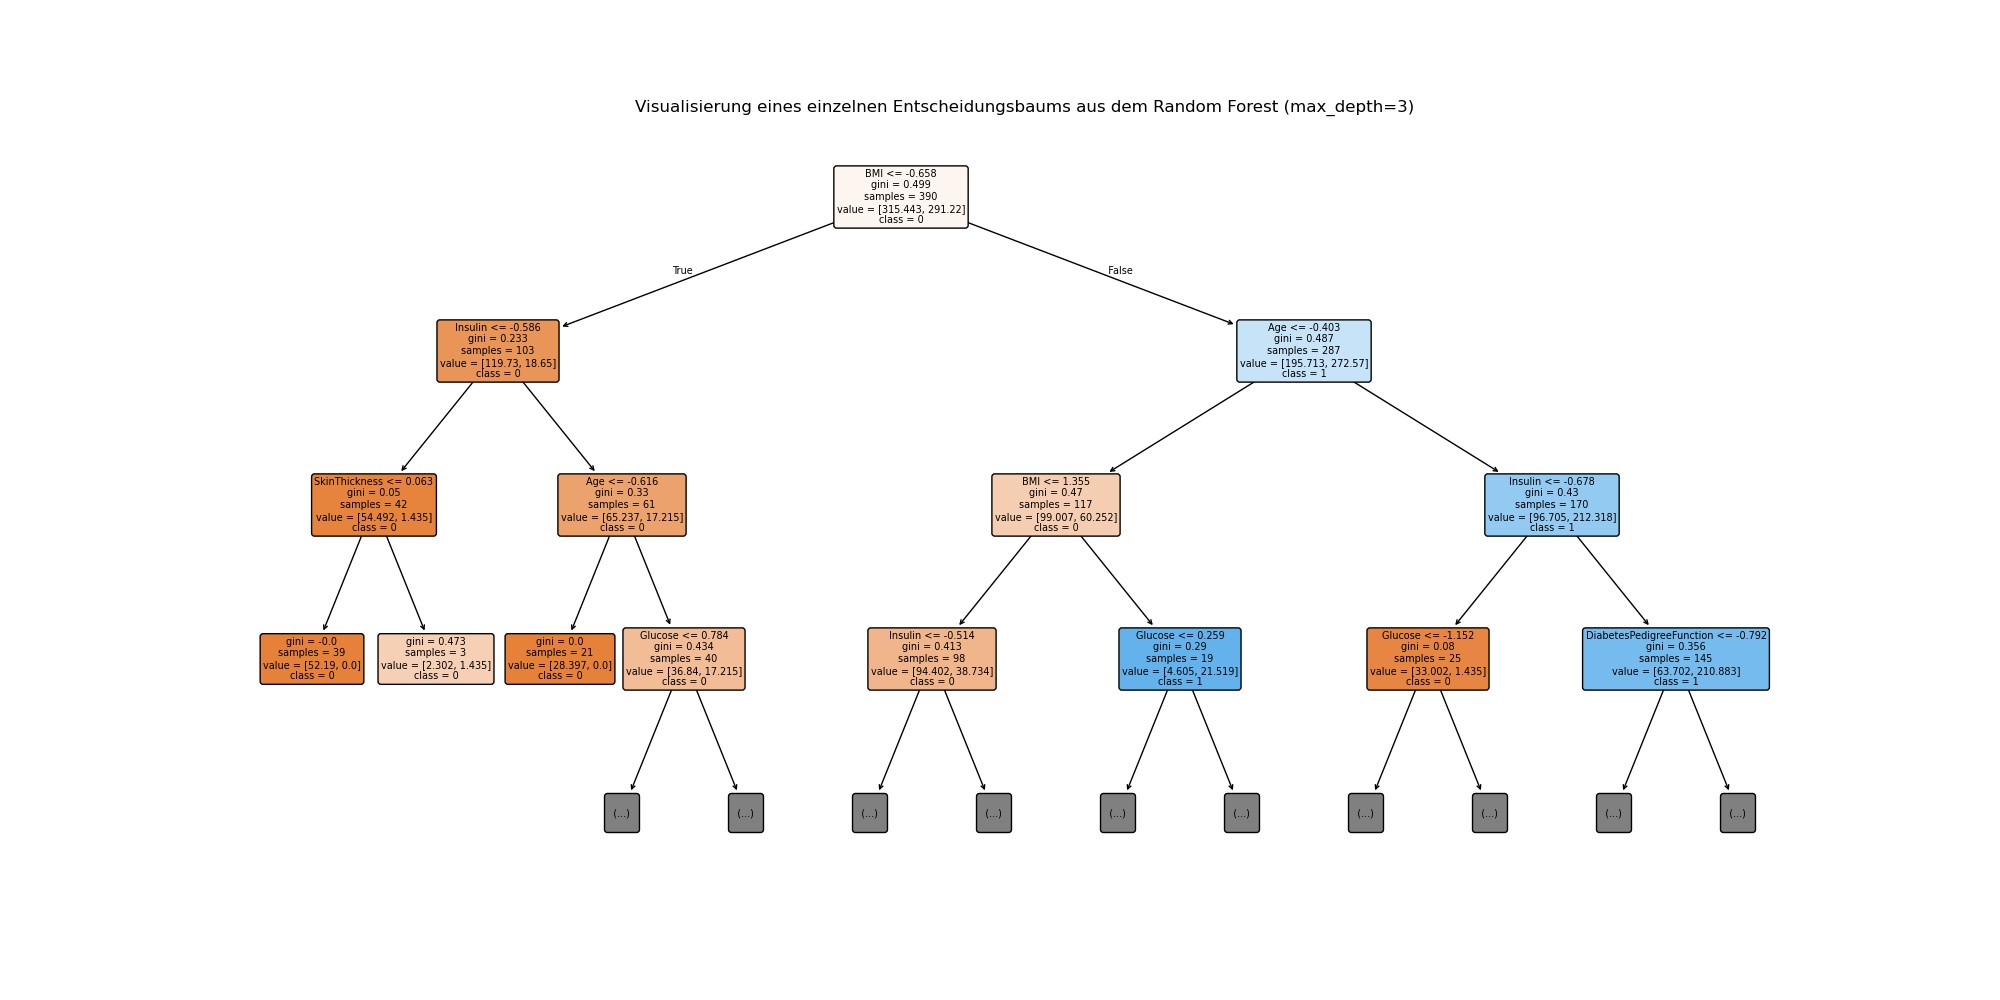 Visualisierung eines einzelnen Entscheidungsbaums aus dem Random Forest (max_depth=3)
BMI <= -0.658
gini = 0.499
samples = 390
value = [315.443, 291.22]
class = 0
True
False
Insulin <= -0.586
gini = 0.233
samples = 103
value = [119.73, 18.65]
class = 0
Age <= -0.403
gini = 0.487
samples = 287
value = [195.713, 272.57]
class = 1
SkinThickness <= 0.063
gini = 0.05
samples = 42
value = [54.492, 1.435]
class = 0
Age <= -0.616
gini = 0.33
samples = 61
value = [65.237, 17.215]
class = 0
BMI <= 1.355
gini = 0.47
samples = 117
value = [99.007, 60.252]
class = 0
Insulin <= -0.678
gini = 0.43
samples = 170
value = [96.705, 212.318]
class = 1
gini = -0.0
samples = 39
value = [52.19, 0.0]
class = 0
gini = 0.473
samples = 3
value = [2.302, 1.435]
class = 0
gini = 0.0
samples = 21
value = [28.397, 0.0]
class = 0
Glucose <= 0.784
gini = 0.434
samples = 40
value = [36.84, 17.215]
class = 0
Insulin <= -0.514
gini = 0.413
samples = 98
value = [94.402, 38.734]
class = 0
Glucose <= 0.259
gini = 0.29
samples = 19
value = [4.605, 21.519]
class = 1
Glucose <= -1.152
gini = 0.08
samples = 25
value = [33.002, 1.435]
class = 0
DiabetesPedigreeFunction <= -0.792
gini = 0.356
samples = 145
value = [63.702, 210.883]
class = 1
(...)
(...)
(...)
(...)
(...)
(...)
(...)
(...)
(...)
(...)